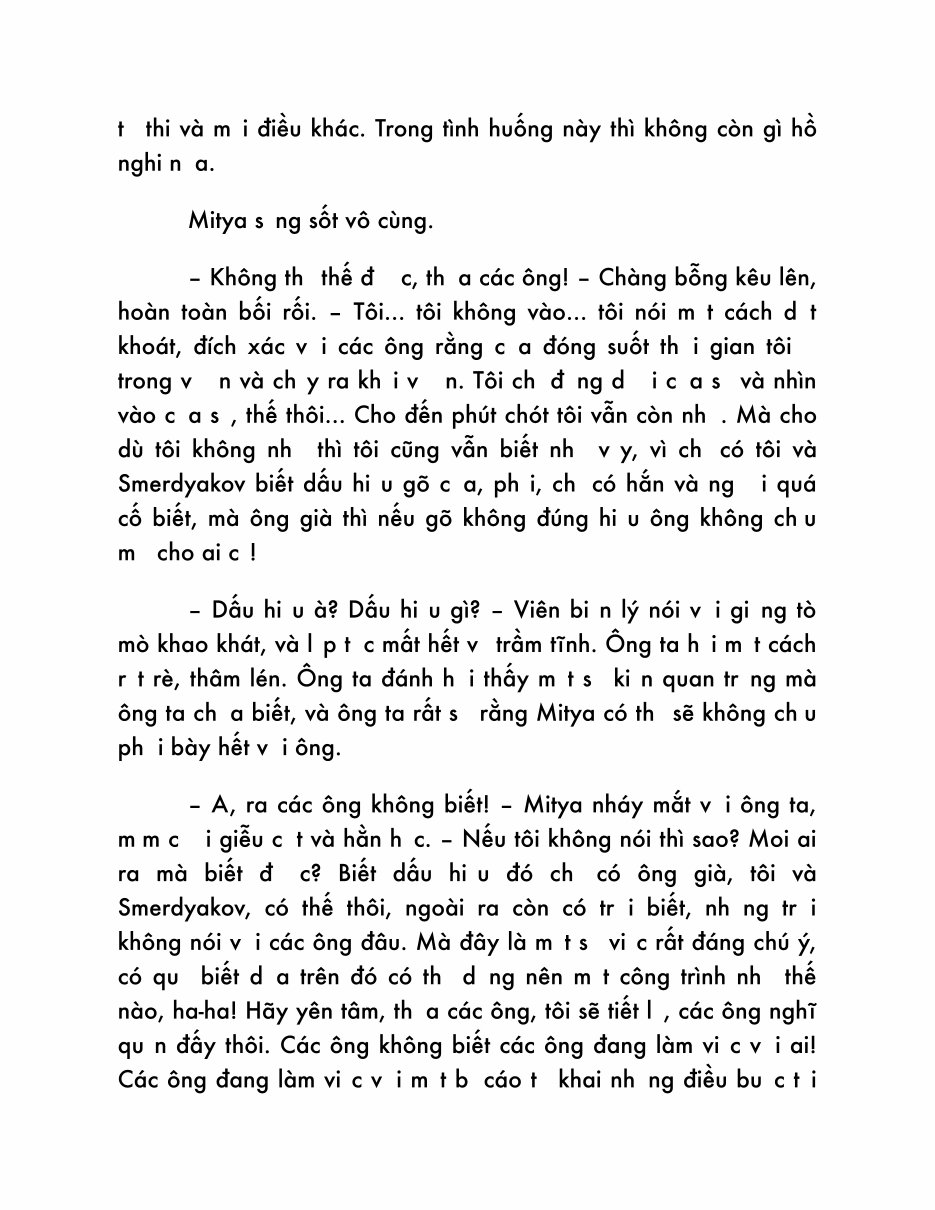 t thi và m i điều khác. Trong tình huống này thì không còn gì hồ
nghi n a.
Mitya s ng sốt vô cùng.
– Không th thế đ c, th a các ông! – Chàng bỗng kêu lên,
hoàn toàn bối rối. – Tôi... tôi không vào... tôi nói m t cách d t
khoát, đích xác v i các ông rằng c a đóng suốt th i gian tôi
trong v n và ch y ra kh i v n. Tôi ch đ ng d i c a s và nhìn
vào c a s , thế thôi... Cho đến phút chót tôi vẫn còn nh . Mà cho
dù tôi không nh thì tôi cũng vẫn biết nh v y, vì ch có tôi và
Smerdyakov biết dấu hi u gõ c a, ph i, ch có hắn và ng i quá
cố biết, mà ông già thì nếu gõ không đúng hi u ông không ch u
m cho ai c !
– Dấu hi u à? Dấu hi u gì? – Viên bi n lý nói v i gi ng tò
mò khao khát, và l p t c mất hết v trầm tĩnh. Ông ta h i m t cách
r t rè, thâm lén. Ông ta đánh h i thấy m t s ki n quan tr ng mà
ông ta ch a biết, và ông ta rất s rằng Mitya có th sẽ không ch u
ph i bày hết v i ông.
– A, ra các ông không biết! – Mitya nháy mắt v i ông ta,
m m c i giễu c t và hằn h c. – Nếu tôi không nói thì sao? Moi ai
ra mà biết đ c? Biết dấu hi u đó ch có ông già, tôi và
Smerdyakov, có thế thôi, ngoài ra còn có tr i biết, nh ng tr i
không nói v i các ông đâu. Mà đây là m t s vi c rất đáng chú ý,
có qu biết d a trên đó có th d ng nên m t công trình nh thế
nào, ha-ha! Hãy yên tâm, th a các ông, tôi sẽ tiết l , các ông nghĩ
qu n đấy thôi. Các ông không biết các ông đang làm vi c v i ai!
Các ông đang làm vi c v i m t b cáo t khai nh ng điều bu c t i